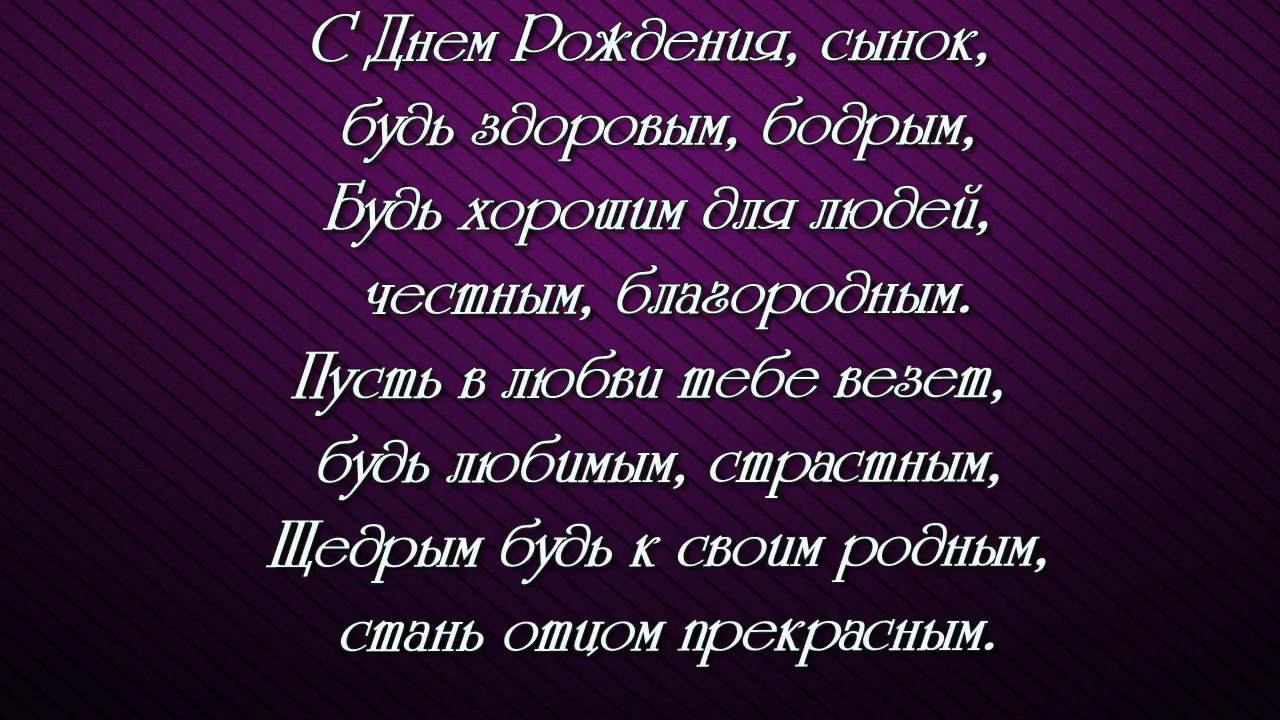 С Днем Рождения, сынок,
будь здоровым, бодрым,
Будь хорошим для людей,
честным, благородным.
Пусть в любви тебе везет,
будь любимым, страстным,
Щедрым будь к своим родным,
стань отцом прекрасным.